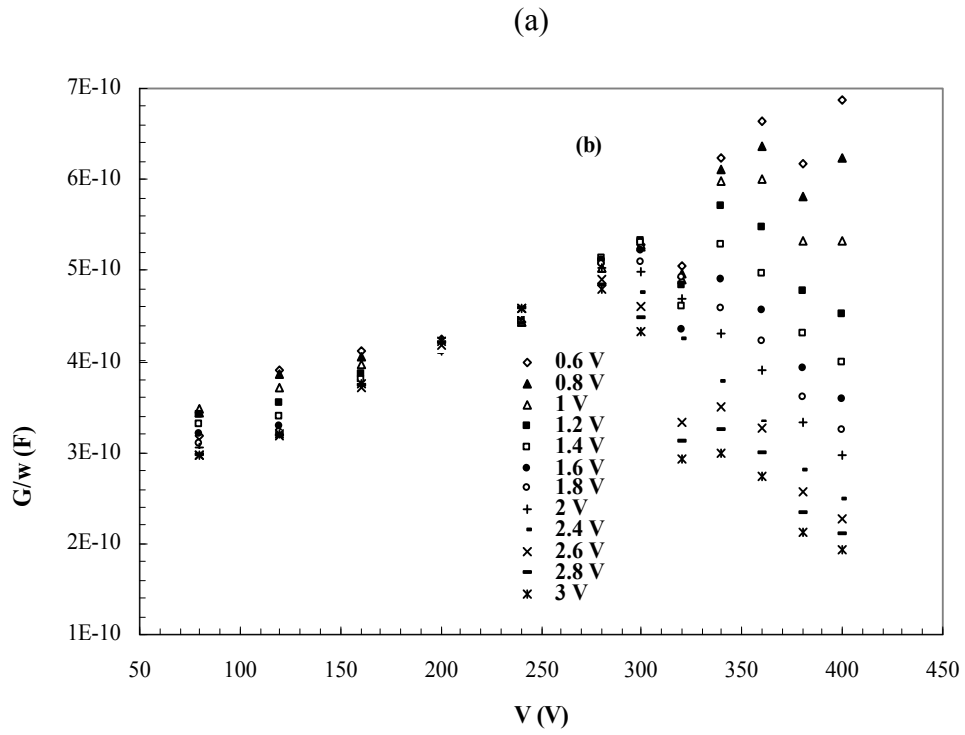 (a)
7E-10
(b)
6E-10
5E-10
4E-10
3E-10
2E-10
1E-10
G/w (F)
0.6 V
0.8 V
1 V
1.2 V
1.4 V
1.6 V
1.8 V
2 V
2.4 V
2.6 V
2.8 V
3 V
50 100 150 200 250 300 350 400 450
V (V)